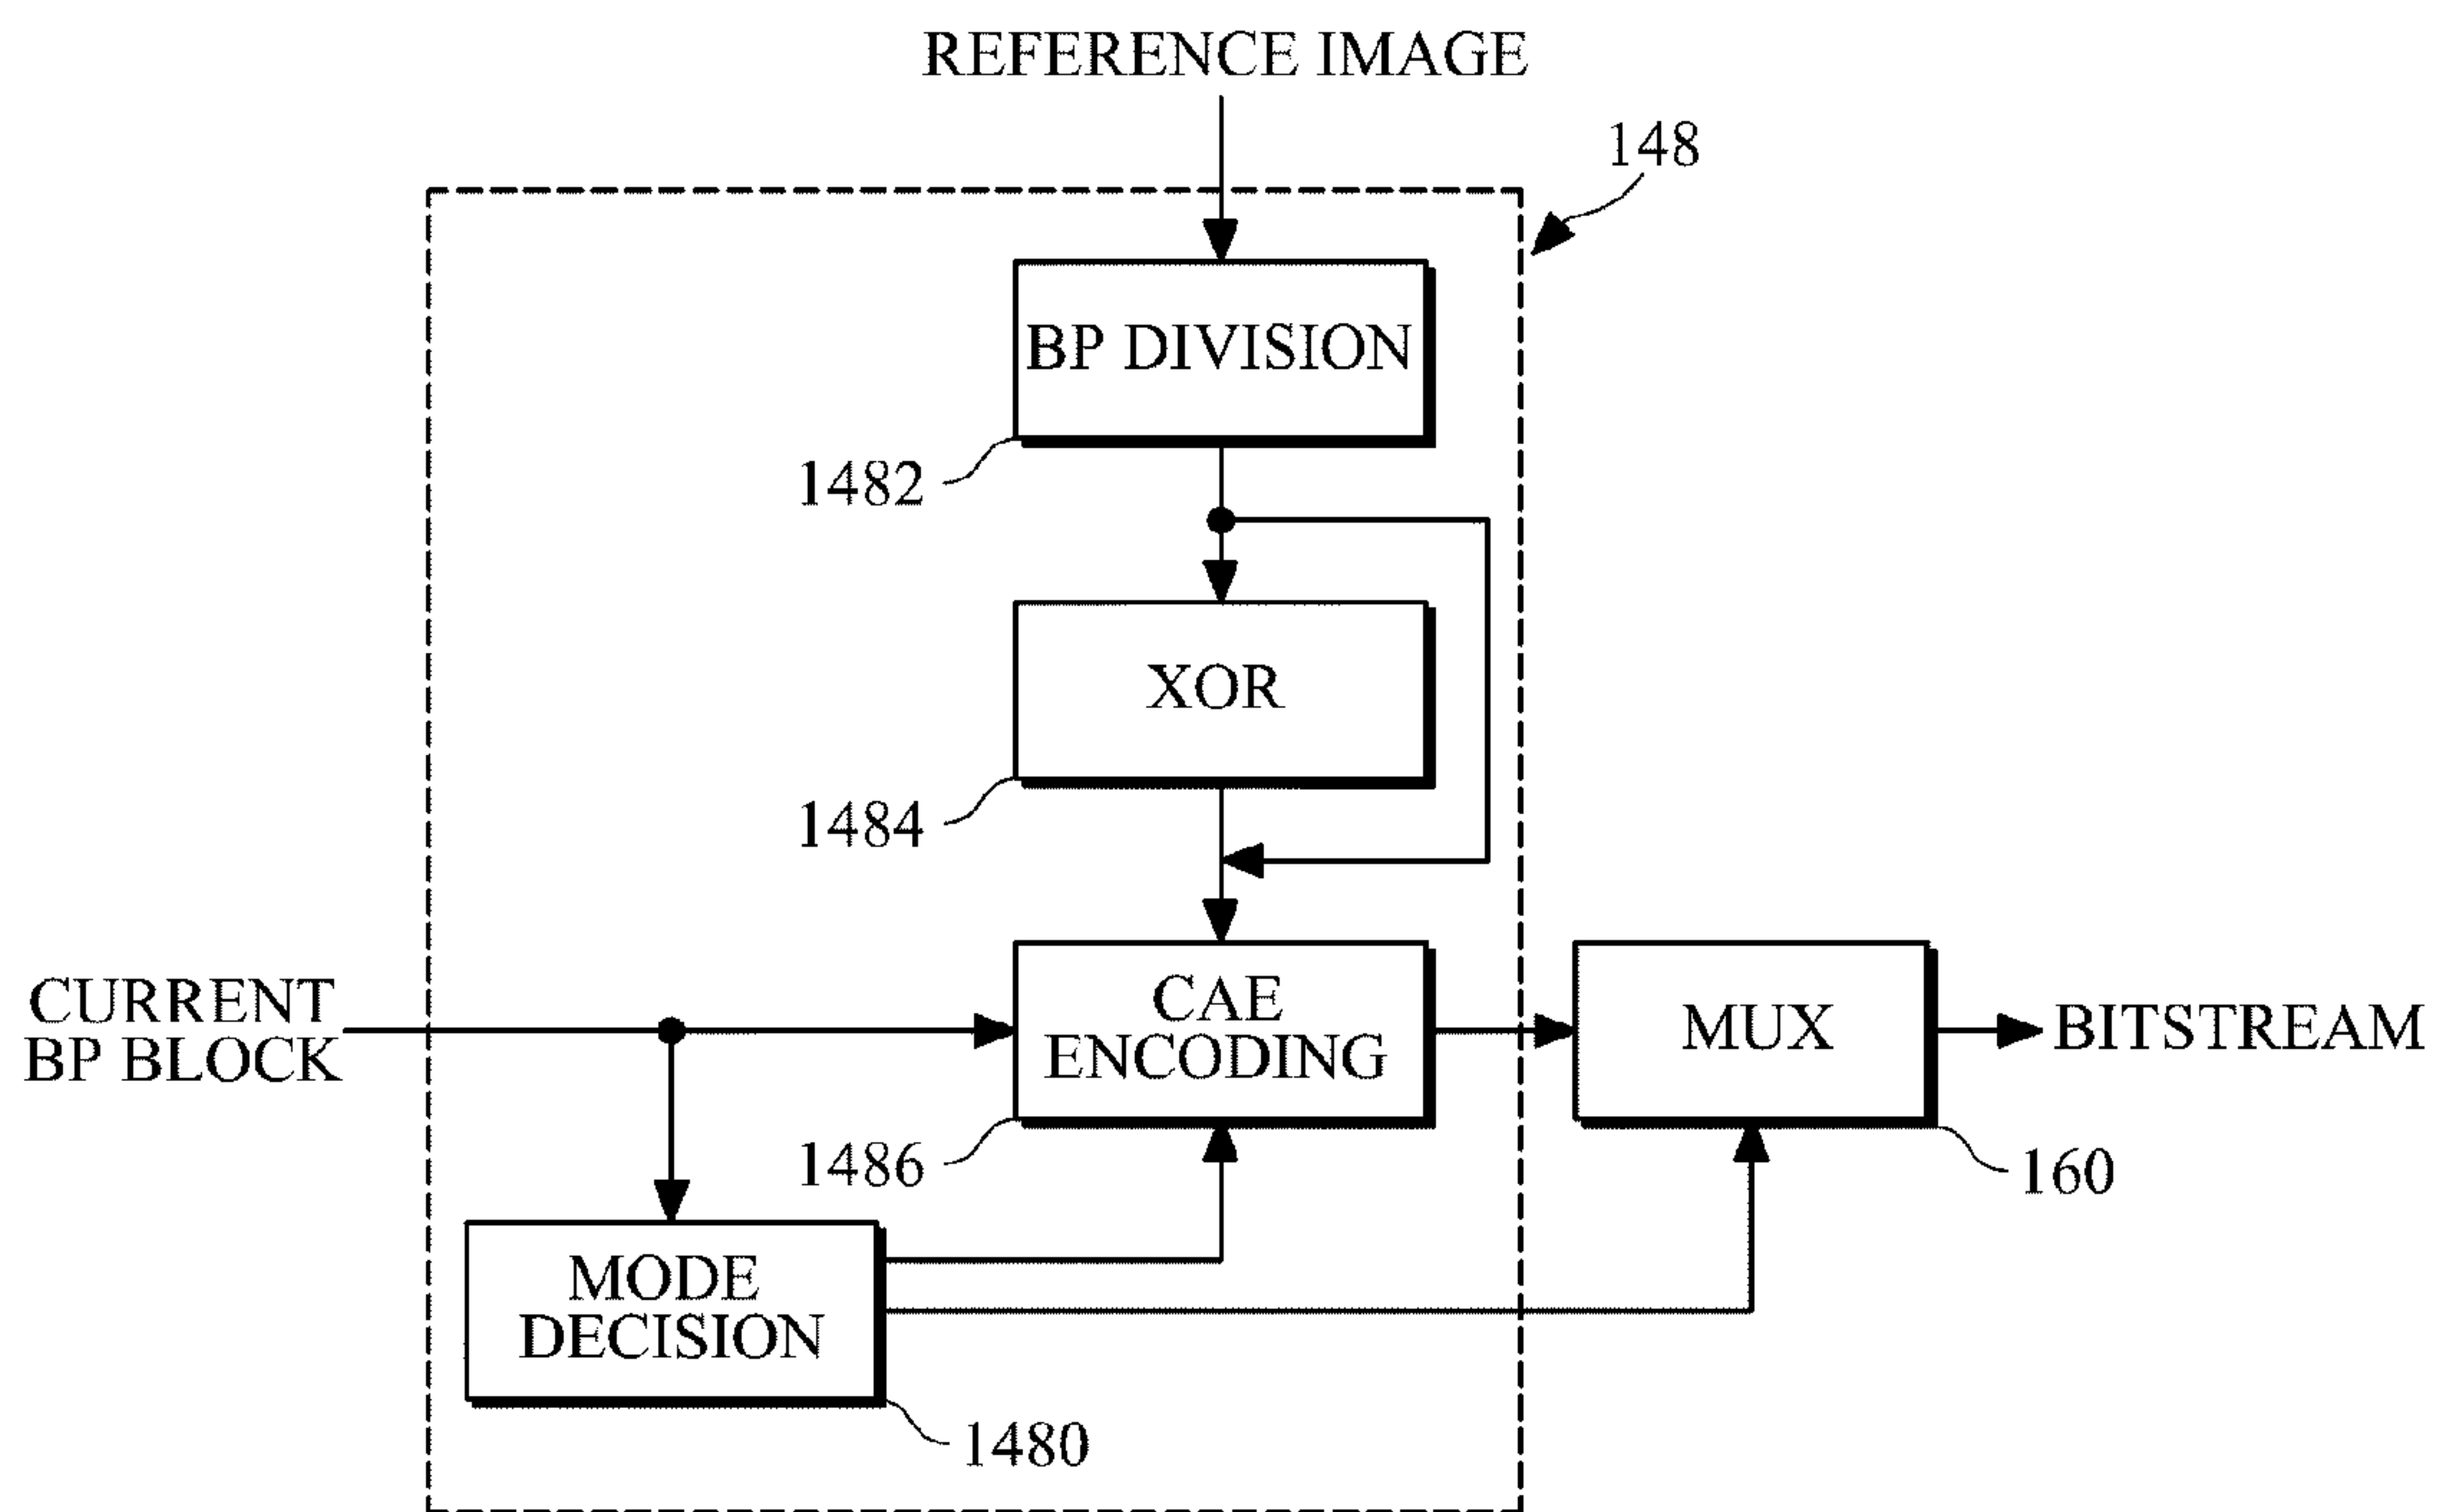 REFERENCE IMAGE
148
BP DIVISION
1482
XOR
1484
CURRENT
BP BLOCK
CAE
ENCODING
1486
MUX
160
BITSTREAM
MODE
DECISION
1480